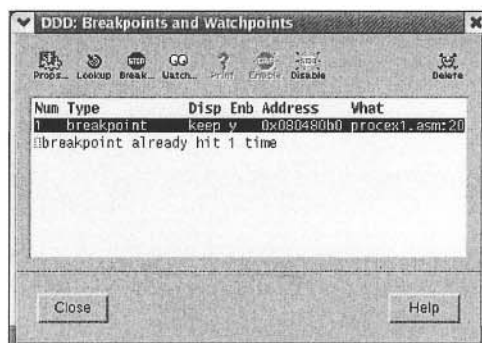 DDD: Breakpoints and Watchpoints
Props... Lookup Break... Watch... Print Enable Disable Delete
Num Type Disp Enb Address What
1 breakpoint keep y 0x080480b0 procex1.asm:20
breakpoint already hit 1 time
Close Help